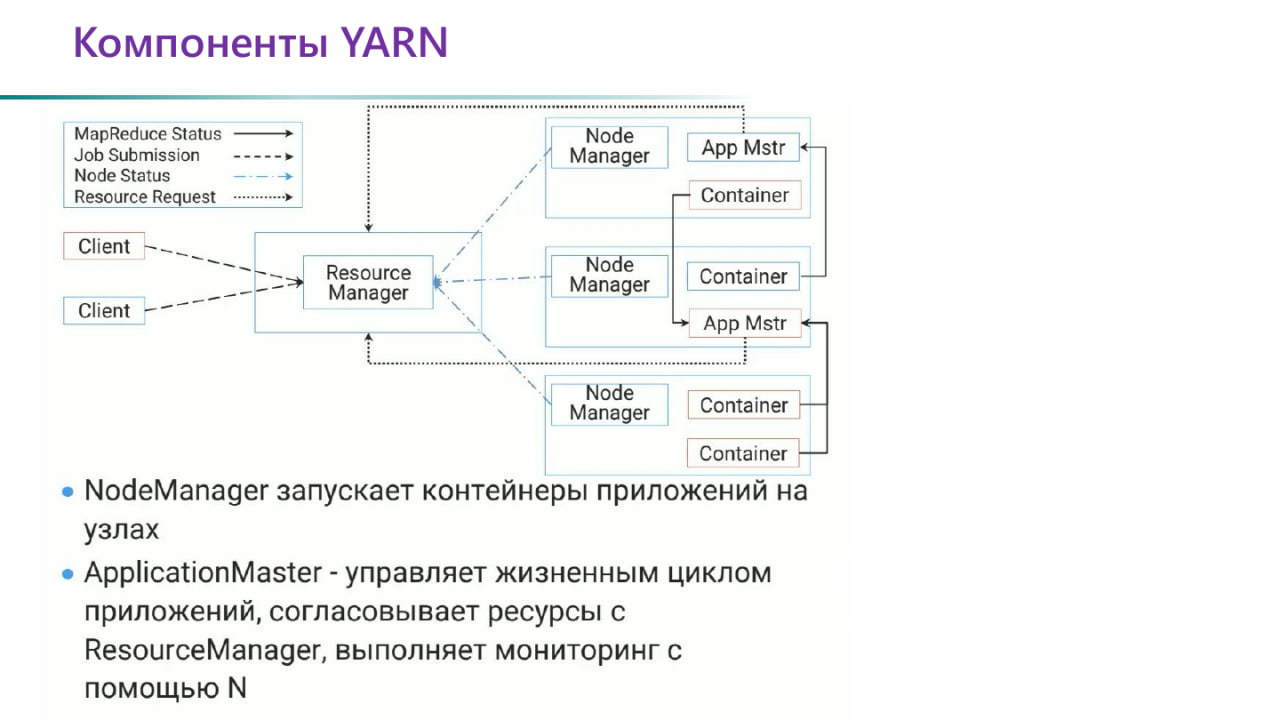 Компоненты YARN
MapReduce Status
Job Submission
Node Status
Resource Request
Client
Client
Resource
Manager
Node
Manager
App Mstr
Container
Node
Manager
Container
App Mstr
Node
Manager
Container
Container
• NodeManager запускает контейнеры приложений на
узлах
• ApplicationMaster - управляет жизненным циклом
приложений, согласовывает ресурсы с
ResourceManager, выполняет мониторинг с
помощью N